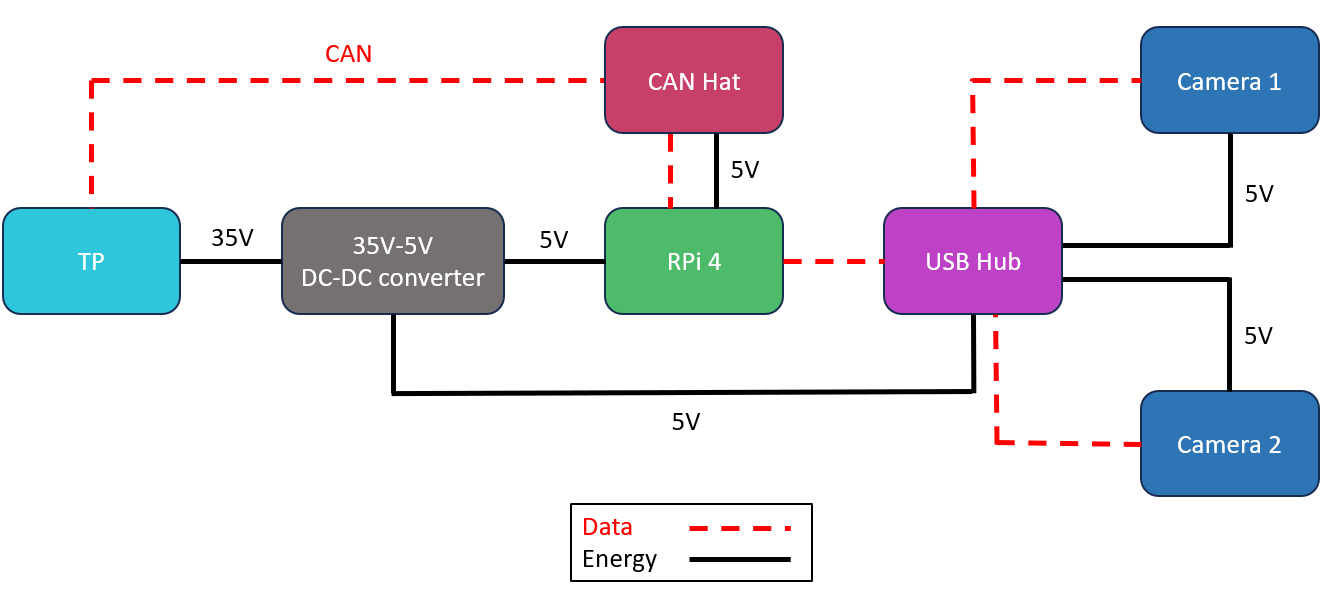 CAN
CAN Hat
Camera 1
5V
5V
TP
35V
35V-5V
DC-DC converter
5V
RPi 4
USB Hub
5V
5V
Camera 2
Data
Energy